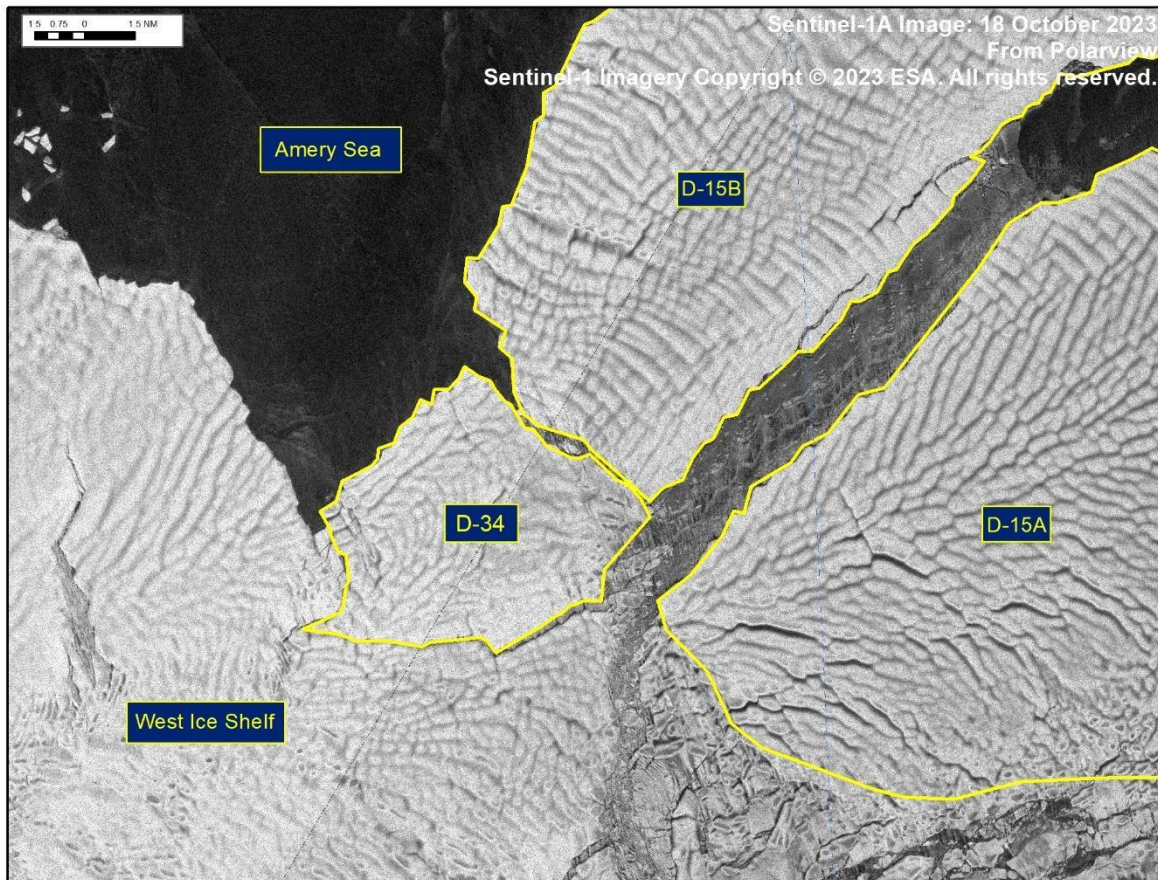 1.5 0.75 0 1.5 NM
Sentinel-1A Image: 18 October 2023
From Polarview
Sentinel-1 Imagery Copyright © 2023 ESA. All rights reserved.
Amery Sea
D-15B
D-34
D-15A
West Ice Shelf